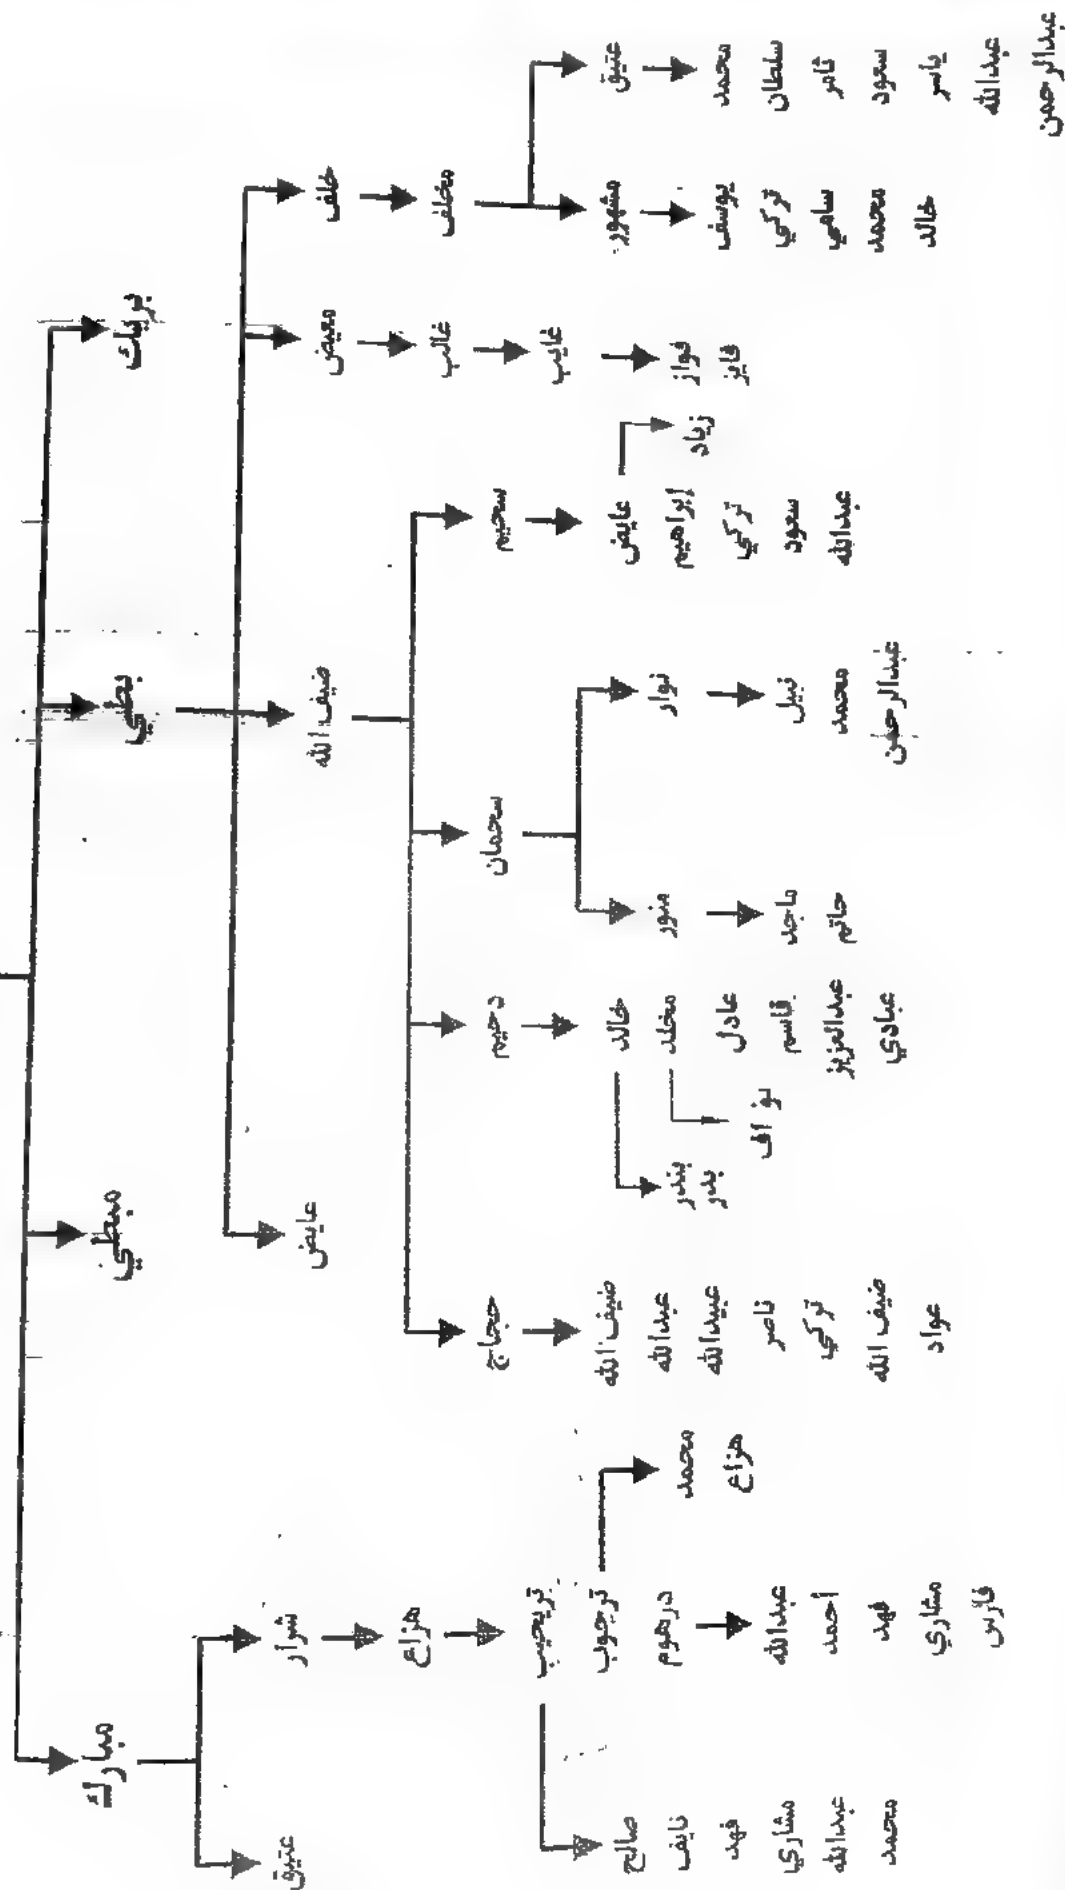 بريك
بطي
مبطي
مبارك
خلف
معيض
ضيف الله
عايض
مخلف
عتيق
محمد
سلطان
ثامر
سعود
ياسر
عبدالله
عبدالرحمن
مشهور
يوسف
تركي
سامي
محمد
خالد
غالب
غايب
فواز
فايز
سحيم
عايض
ابراهيم
تركي
سعود
عبدالله
زياد
سحمان
نوار
نبيل
محمد
عبدالرحمن
منور
ماجد
حاتم
دحيم
خالد
مخلد
عادل
قاسم
عبدالعزيز
عبادي
نواف
بندر
بدر
حجاج
ضيف الله
عبدالله
عبيدالله
ناصر
تركي
ضيف الله
عواد
شرار
عتيق
هزاع
تريحيب
ترحوب
درهوم
محمد
هزاع
عبدالله
أحمد
فهد
مشاري
فارس
صالح
نايف
فهد
مشاري
عبدالله
محمد